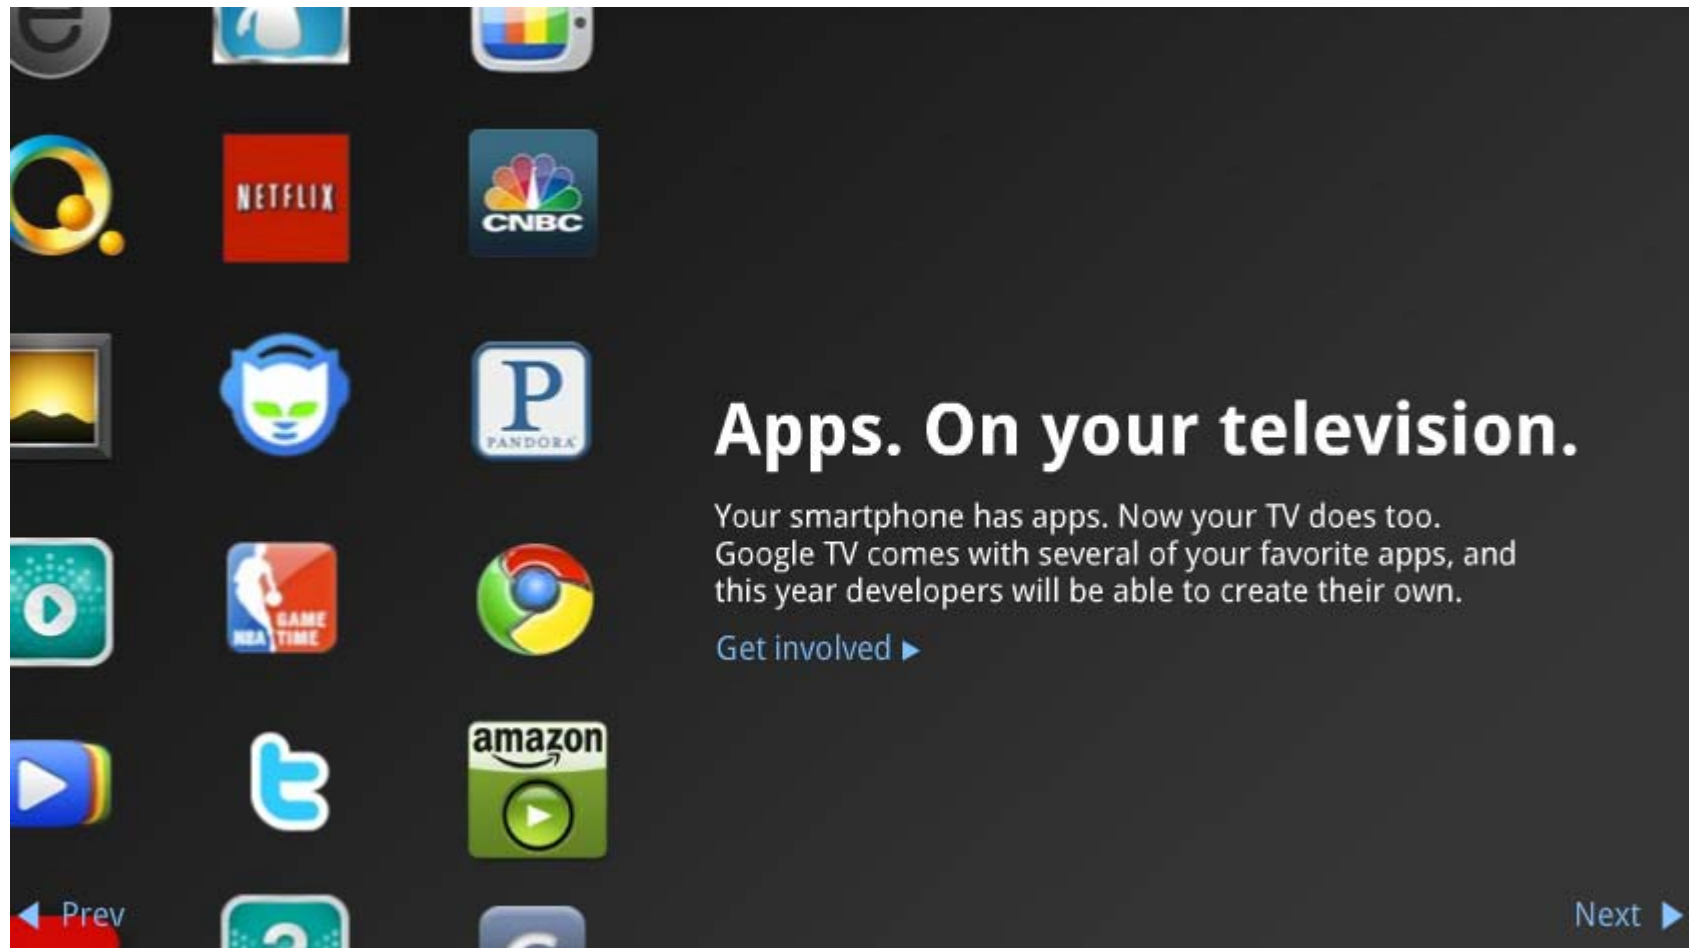 e
NETFLIX
CNBC
P
PANDORA
Apps. On your television.
Your smartphone has apps. Now your TV does too.
Google TV comes with several of your favorite apps, and
this year developers will be able to create their own.
Get involved
GAME
NBA TIME
t
amazon
Prev
Next